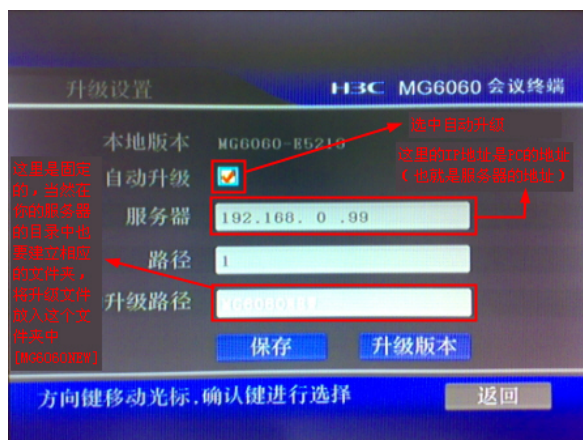 升级设置
H3C MG6060 会议终端
本地版本 MG6060-E5219
选中自动升级
自动升级
这里的IP地址是PC的地址
(也就是服务器的地址)
服务器 192.168. 0 .99
路径 1
升级路径
这里是固定
的,当然在
你的服务器
的目录中也
要建立相应
的文件夹,
将升级文件
放入这个文
件夹中
[MG6000NEW]
保存 升级版本
方向键移动光标,确认键进行选择 返回